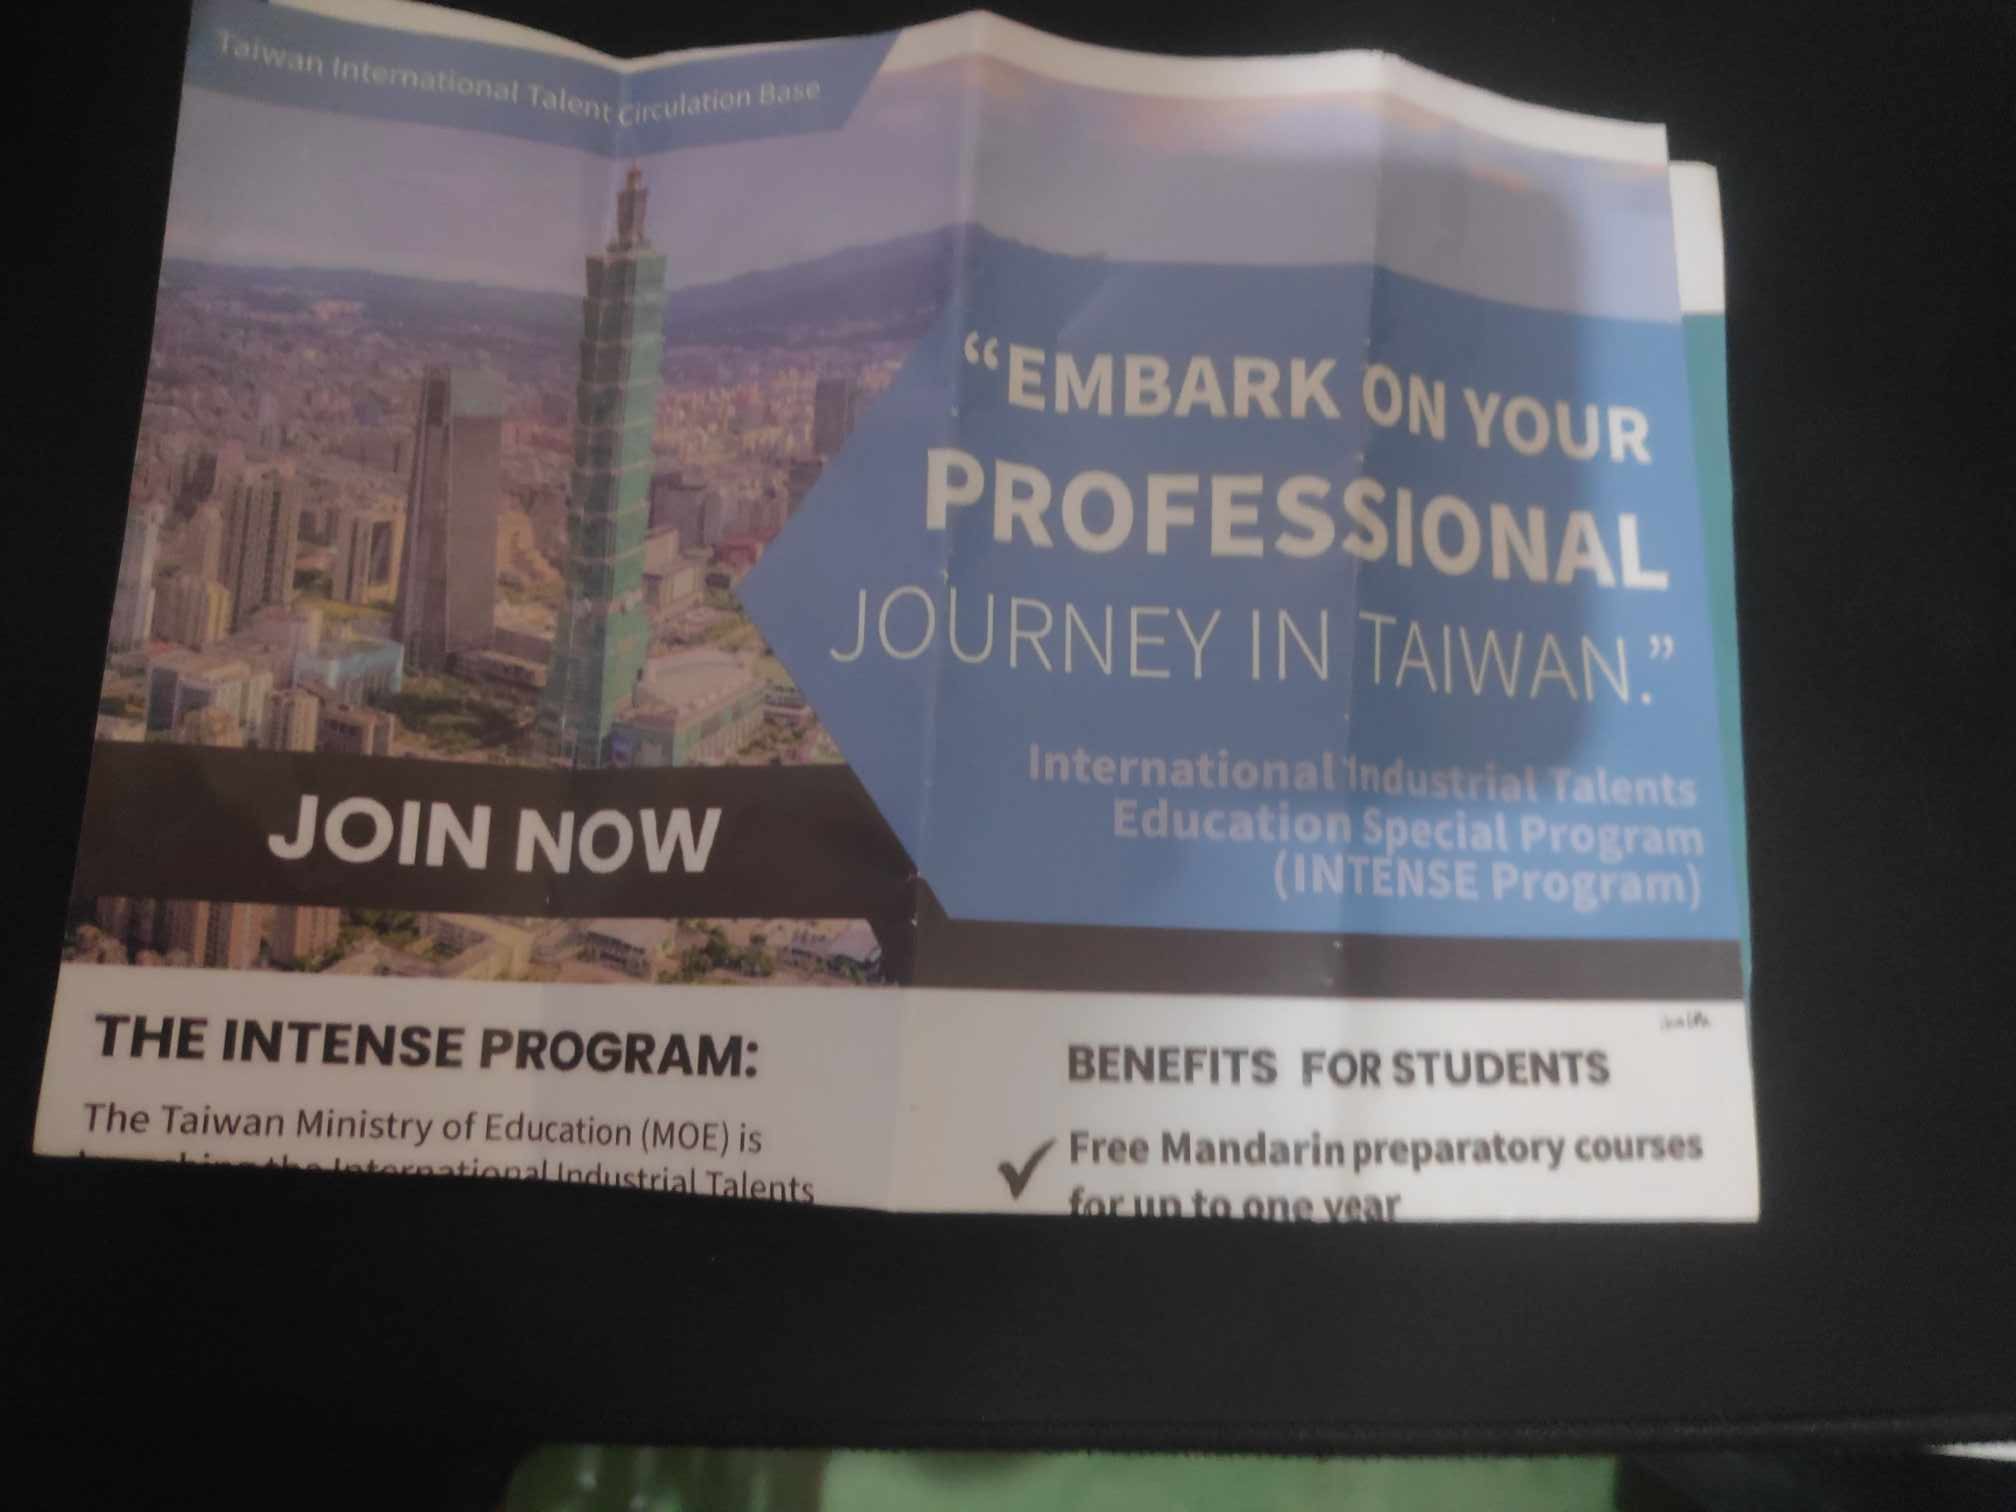 Taiwan International Talent Circulation Base
“EMBARK ON YOUR
PROFESSIONAL
JOURNEY IN TAIWAN.”
International Industrial Talents
Education Special Program
(INTENSE Program)
JOIN NOW
THE INTENSE PROGRAM:
The Taiwan Ministry of Education (MOE) is
the International Industrial Talents
BENEFITS FOR STUDENTS
✓ Free Mandarin preparatory courses
for up to one year